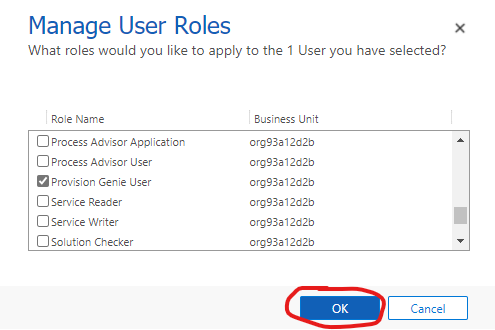 Manage User Roles
What roles would you like to apply to the 1 User you have selected?
Role Name Business Unit
Process Advisor Application org93a12d2b
Process Advisor User org93a12d2b
Provision Genie User org93a12d2b
Service Reader org93a12d2b
Service Writer org93a12d2b
Solution Checker org93a12d2b
OK Cancel